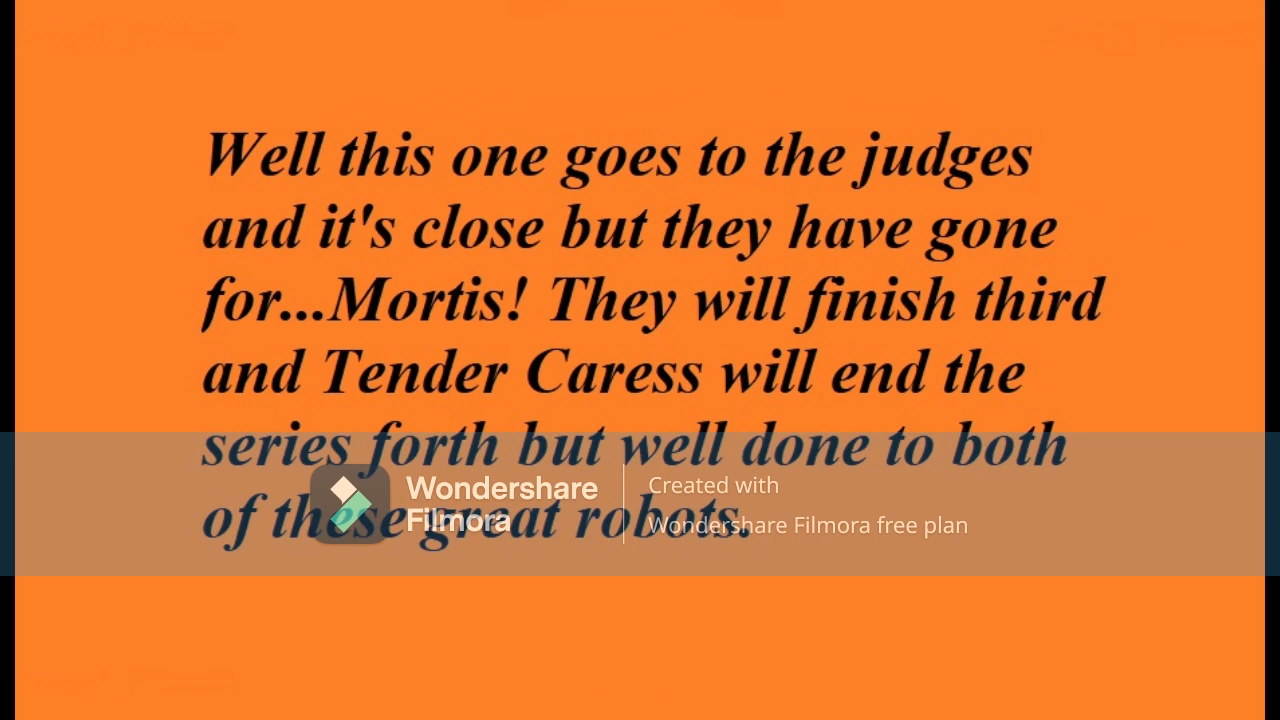 Well this one goes to the judges
and it's close but they have gone
for...Mortis! They will finish third
and Tender Caress will end the
series forth but well done to both
of these great robots.
Wondershare
Filmora
Created with
Wondershare Filmora free plan